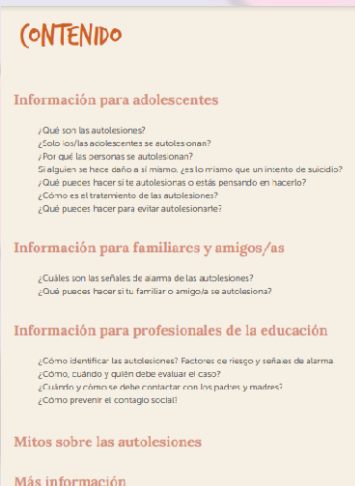 CONTENIDO
Información para adolescentes
¿Qué son las autolesiones?
¿Solo los/las adolescentes se autolesionan?
¿Por qué las personas se autolesionan?
Si alguien se hace daño a sí mismo, ¿es lo mismo que un intento de suicidio?
¿Qué pueces hacer si te autolesionas o estás pensando en hacerlo?
¿Cómo es el tratamiento de las autolesiones?
¿Qué pueces hacer para evitar autolesionarte?
Información para familiares y amigos/as
¿Cuáles son las señales de alarma de las autolesiones?
¿Qué pueces hacer si tu familiar o amigo/a se autolesiona?
Información para profesionales de la educación
¿Cómo identificar las autolesiones? Factores de riesgo y señales de alarma
¿Cómo, cuándo y quién debe evaluar el caso?
¿Cuándo y cómo se debe contactar con los padres y madres?
¿Cómo prevenir el contagio social?
Mitos sobre las autolesiones
Más información